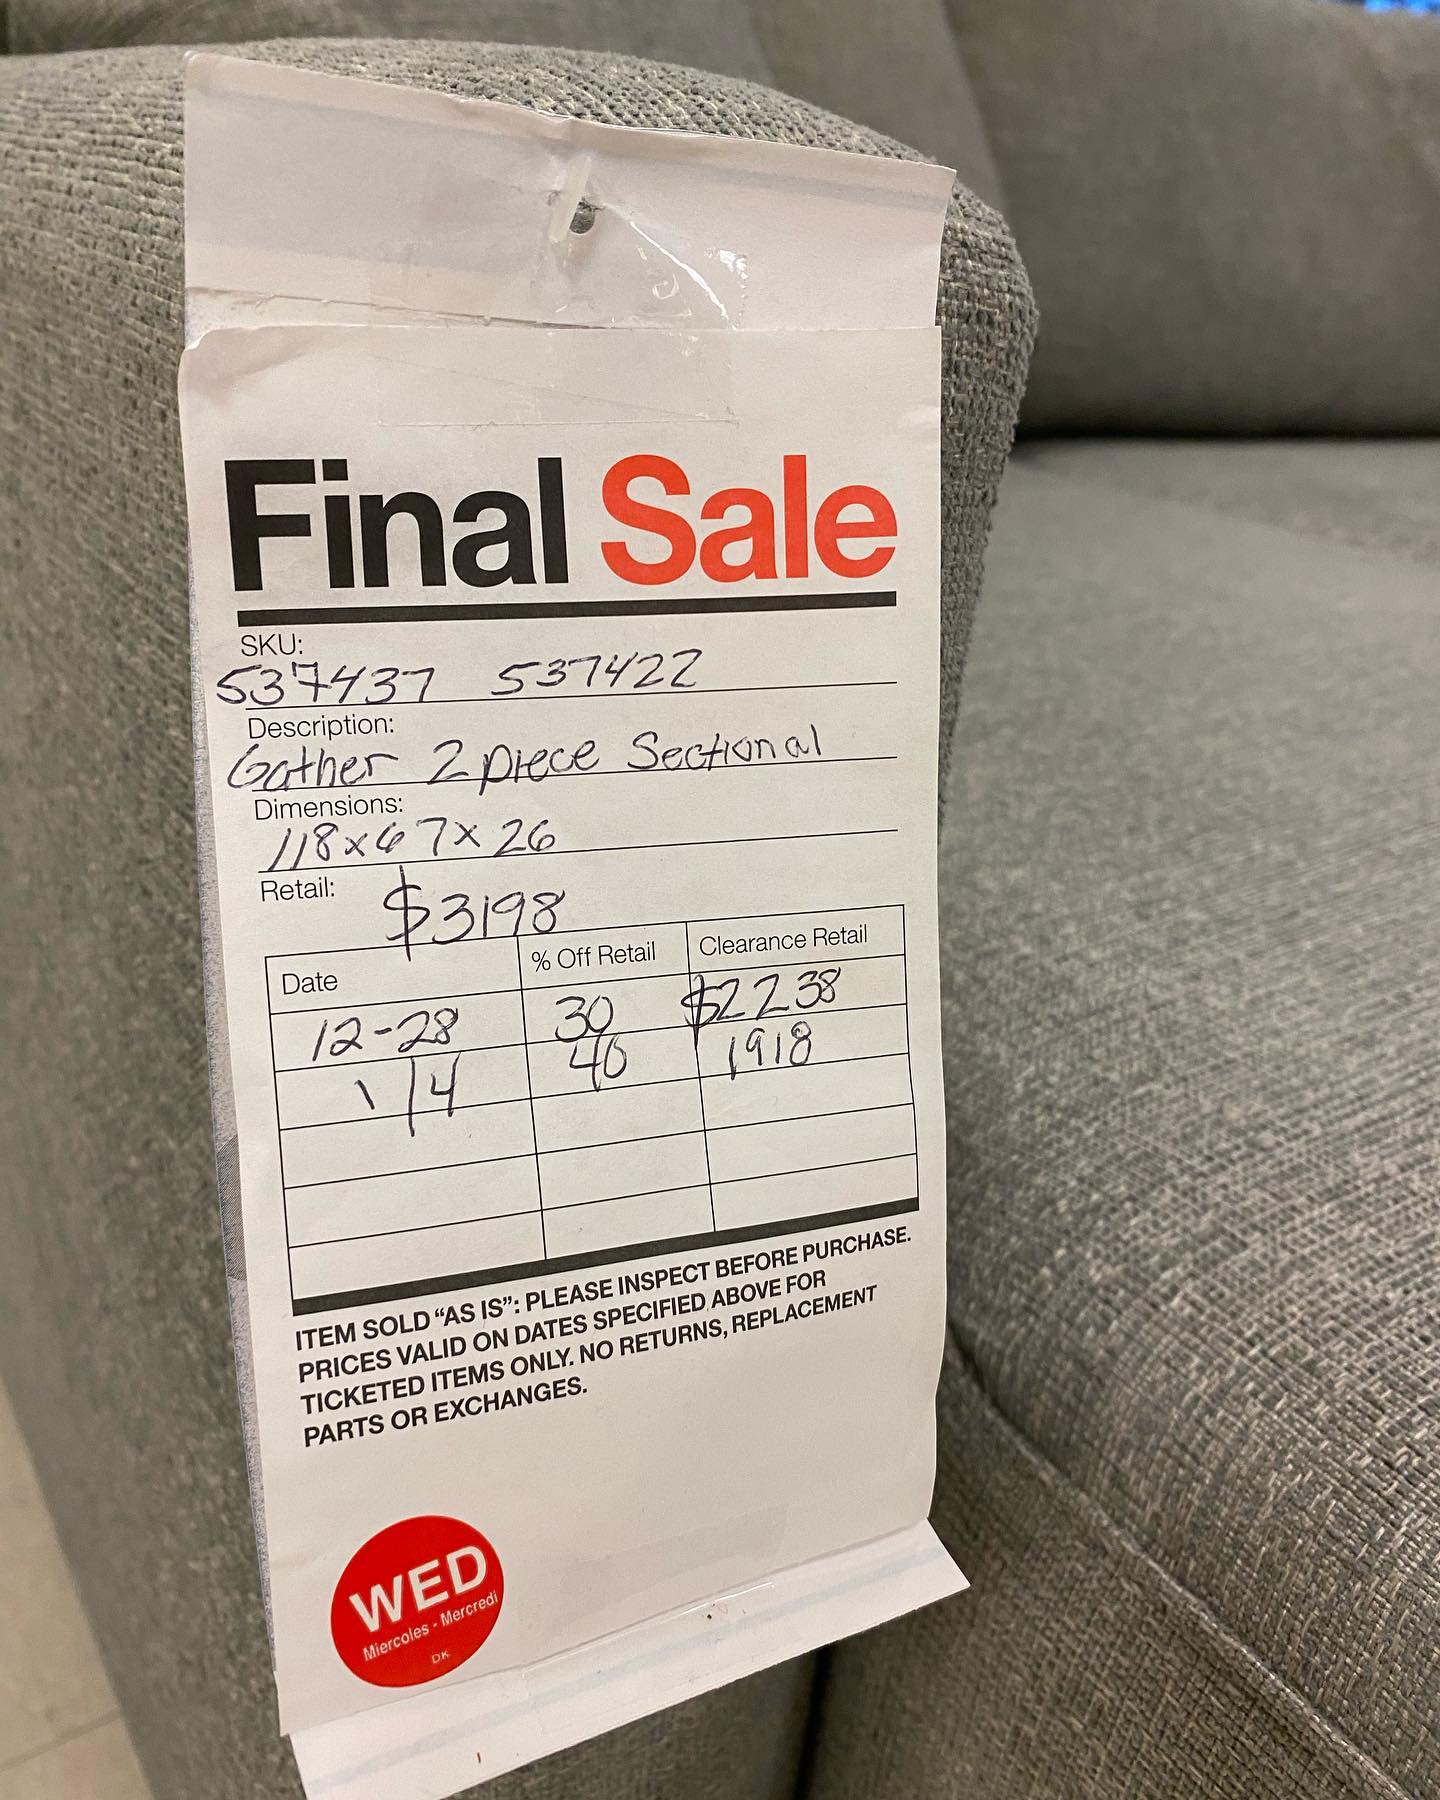 Final Sale
SKU:
537437 537422
Description:
Gather 2 piece Sectional
Dimensions:
118x67x26
Retail: $3198
Date % Off Retail Clearance Retail
12-28 30 $2238
1/4 40 1918
ITEM SOLD “AS IS”: PLEASE INSPECT BEFORE PURCHASE.
PRICES VALID ON DATES SPECIFIED ABOVE FOR
TICKETED ITEMS ONLY. NO RETURNS, REPLACEMENT
PARTS OR EXCHANGES.
WED
Miercoles - Mercredi
DK